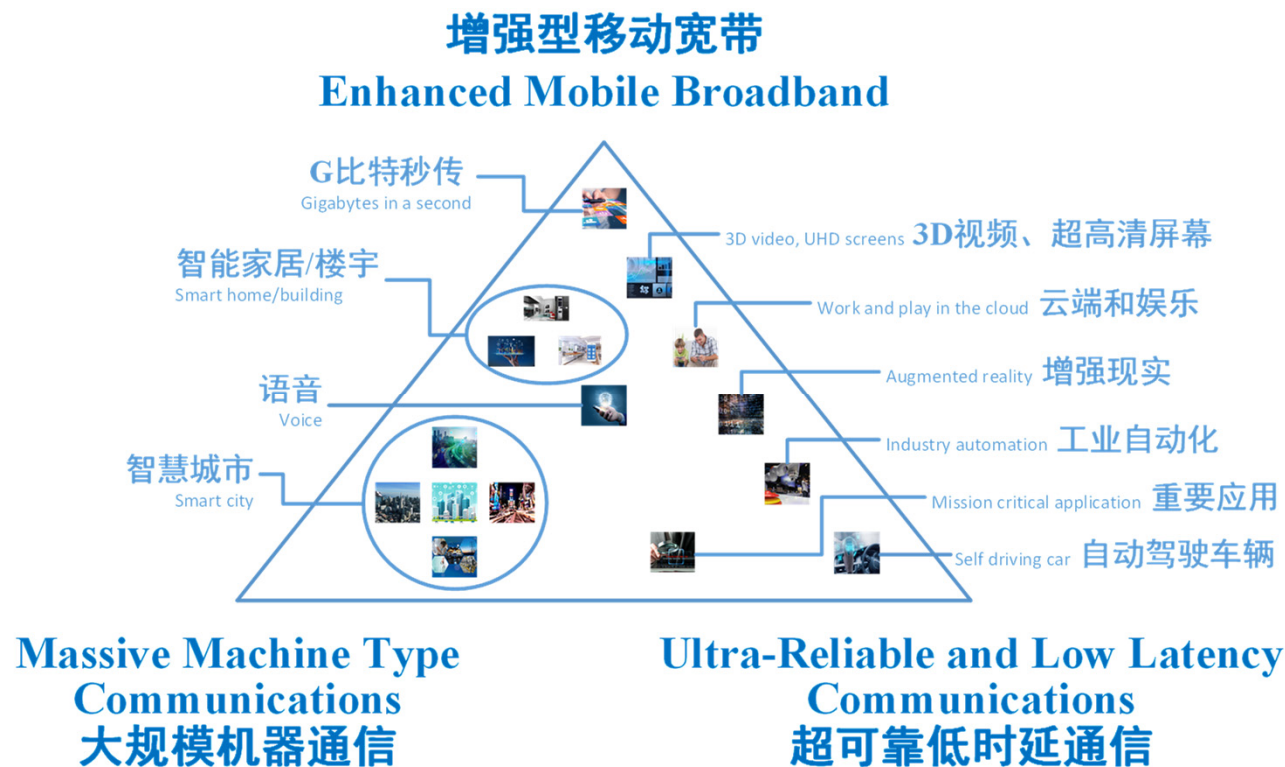 增强型移动宽带
Enhanced Mobile Broadband
G比特秒传
Gigabytes in a second
3D video, UHD screens 3D视频、超高清屏幕
智能家居/楼宇
Smart home/building
Work and play in the cloud 云端和娱乐
语音
Voice
Augmented reality 增强现实
Industry automation 工业自动化
智慧城市
Smart city
Mission critical application 重要应用
Self driving car 自动驾驶车辆
Massive Machine Type
Communications
大规模机器通信
Ultra-Reliable and Low Latency
Communications
超可靠低时延通信